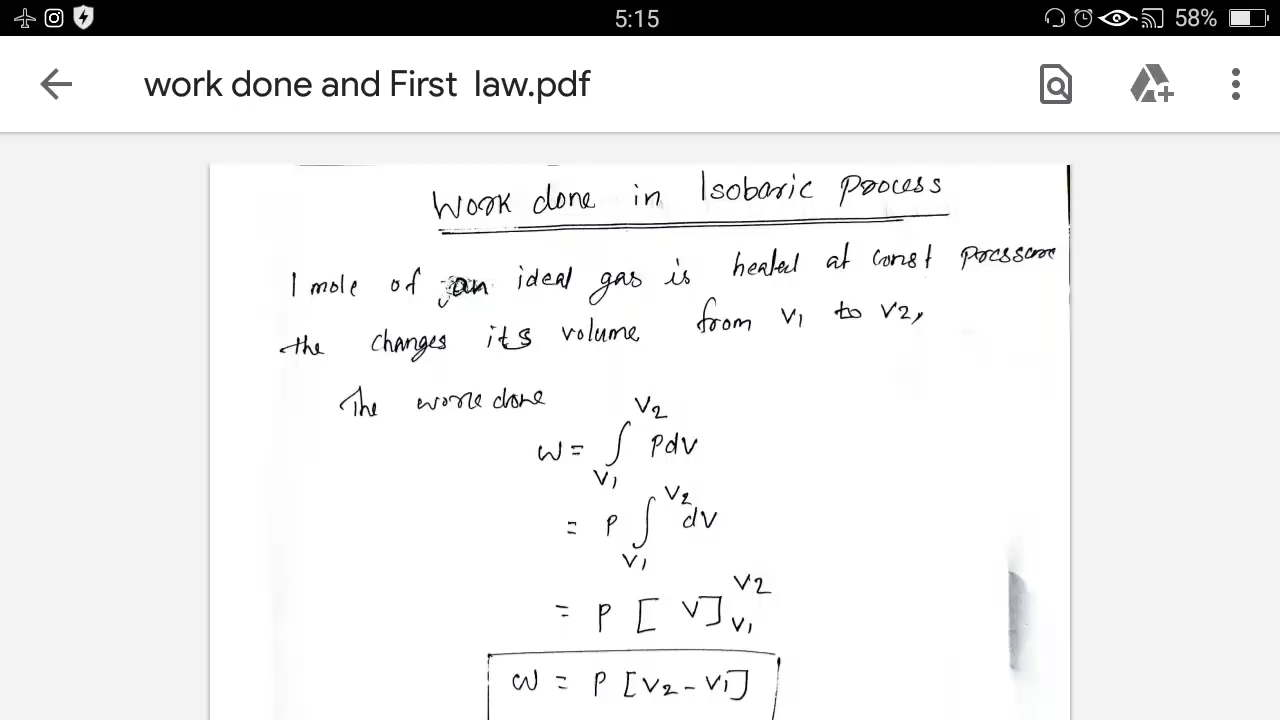 5:15
58%
work done and First law.pdf
Work done in Isobaric process
1 mole of an ideal gas is heated at const pressure
the changes its volume from V1 to V2,
The work done
W = ∫ V1 V2 PdV
= P ∫ V1 V2 dV
= P [ V ] V1 V2
W = P [V2 - V1]